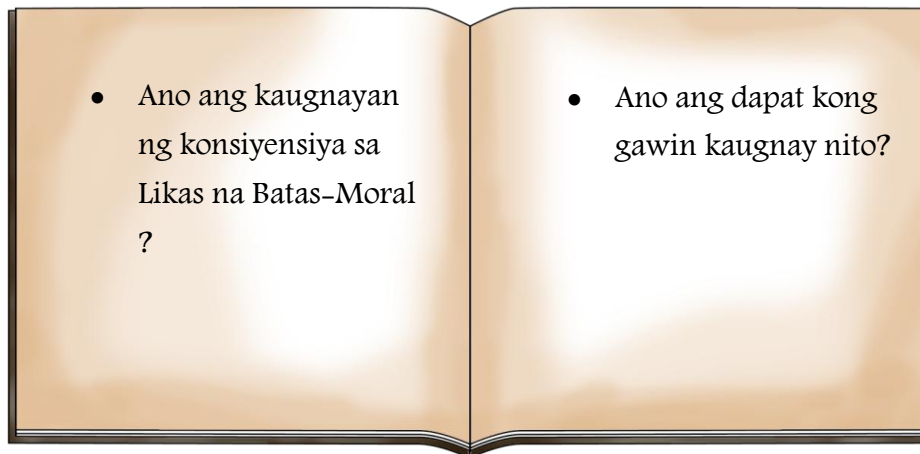 • Ano ang kaugnayan
ng konsiyensiya sa
Likas na Batas-Moral
?
• Ano ang dapat kong
gawin kaugnay nito?